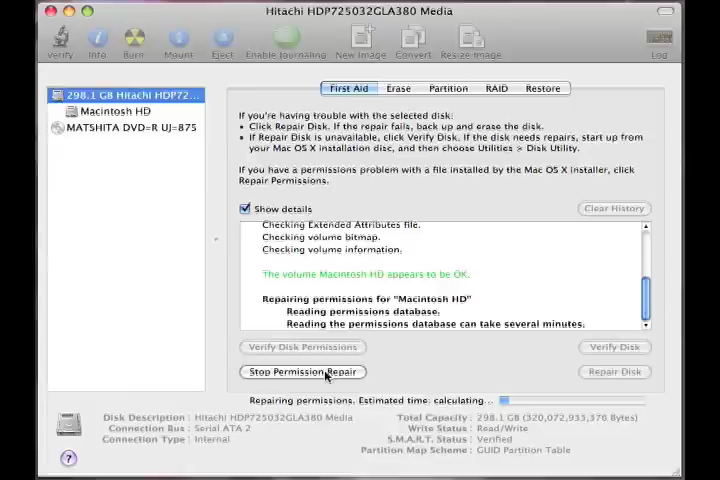 Hitachi HDP725032GLA380 Media
Verify Info Burn Mount Eject Enable Journaling New Image Convert Resize Image Log
298.1 GB Hitachi HDP72...
Macintosh HD
MATSHITA DVD-R UJ-875
First Aid Erase Partition RAID Restore
If you're having trouble with the selected disk:
• Click Repair Disk. If the repair fails, back up and erase the disk.
• If Repair Disk is unavailable, click Verify Disk. If the disk needs repairs, start up from
your Mac OS X installation disc, and then choose Utilities > Disk Utility.
If you have a permissions problem with a file installed by the Mac OS X installer, click
Repair Permissions.
Show details Clear History
Checking Extended Attributes file.
Checking volume bitmap.
Checking volume information.
The volume Macintosh HD appears to be OK.
Repairing permissions for "Macintosh HD"
Reading permissions database.
Reading the permissions database can take several minutes.
Verify Disk Permissions Verify Disk
Stop Permission Repair Repair Disk
Repairing permissions. Estimated time: calculating...
Disk Description : Hitachi HDP725032GLA380 Media Total Capacity : 298.1 GB (320,072,933,376 Bytes)
Connection Bus : Serial ATA 2 Write Status : Read/Write
Connection Type : Internal S.M.A.R.T. Status : Verified
Partition Map Scheme : GUID Partition Table
?